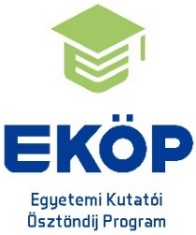 EKÖP
Egyetemi Kutatói
Ösztöndíj Program